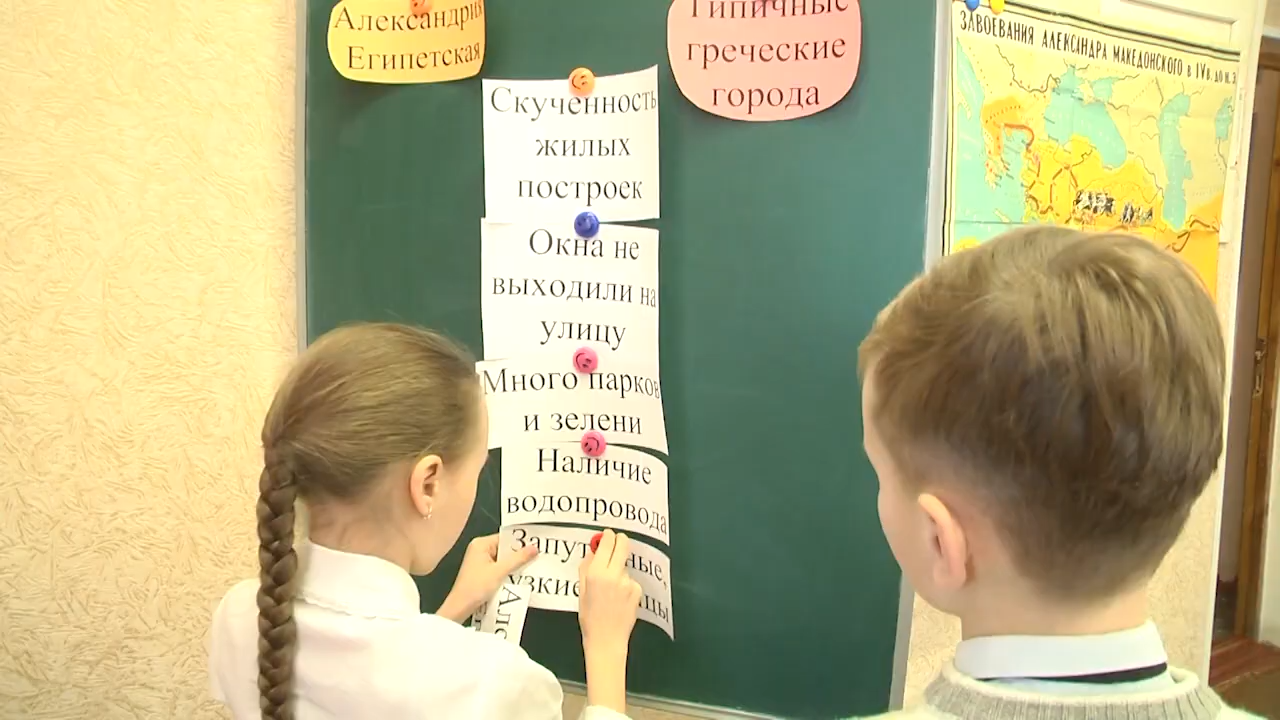 Александрия
Египетская
Типичные
греческие
города
ЗАВОЕВАНИЯ АЛЕКСАНДРА МАКЕДОНСКОГО в IV в. до н. э.
Скученность
жилых
построек
Окна не
выходили на
улицу
Много парков
и зелени
Наличие
водопровода
узкие